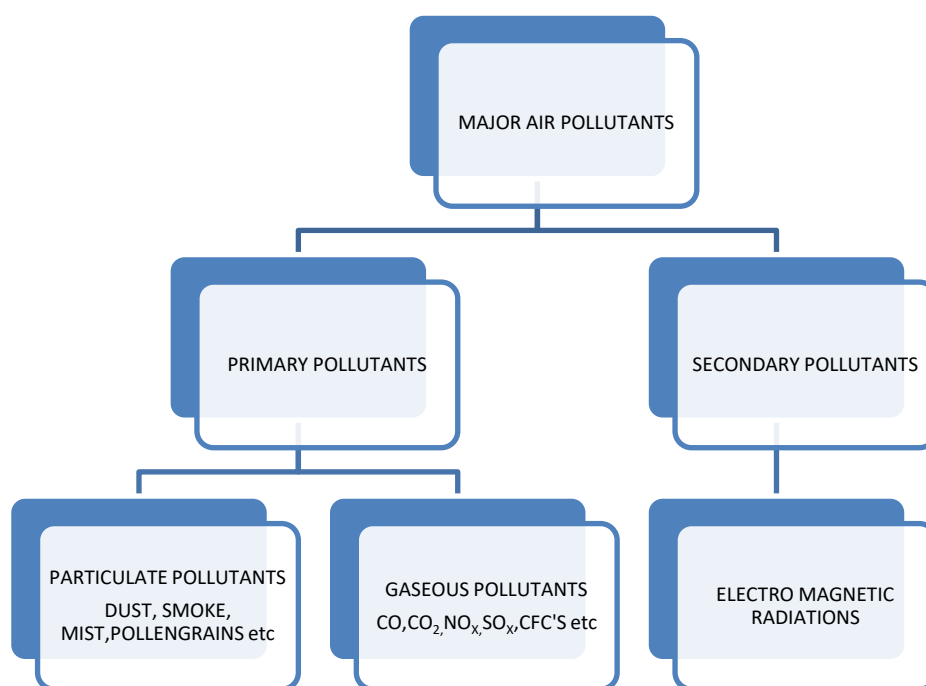 MAJOR AIR POLLUTANTS
PRIMARY POLLUTANTS
SECONDARY POLLUTANTS
PARTICULATE POLLUTANTS
DUST, SMOKE,
MIST,POLLENGRAINS etc
GASEOUS POLLUTANTS
CO,CO₂,NOₓ,SOₓ,CFC'S etc
ELECTRO MAGNETIC
RADIATIONS